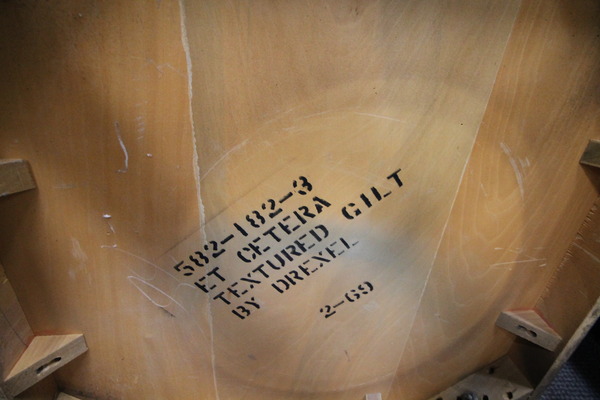 582-182-3
ET CETERA
TEXTURED GILT
BY DREXEL
2-69